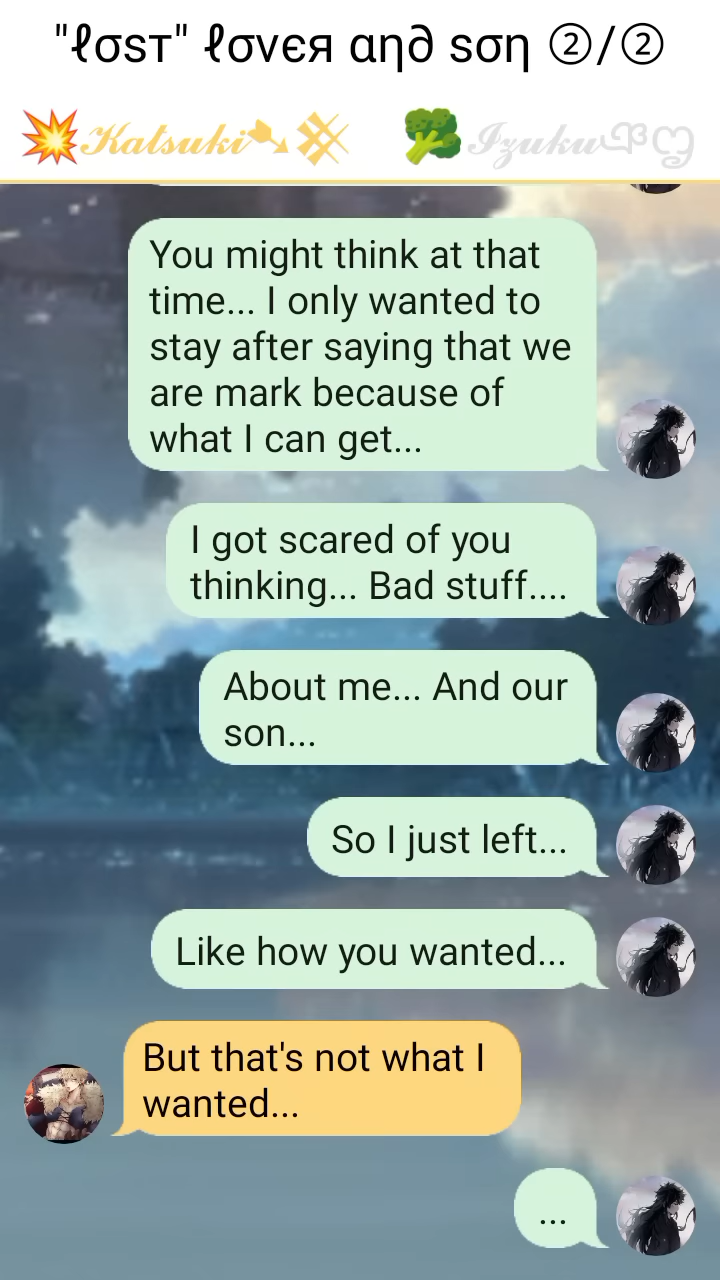 "ℓσsт" ℓσνєя αη∂ sση ②/②
💥𝓚𝓪𝓽𝓼𝓾𝓴𝓲 🥦𝓘𝔃𝓾𝓴𝓾
You might think at that
time... I only wanted to
stay after saying that we
are mark because of
what I can get...
I got scared of you
thinking... Bad stuff....
About me... And our
son...
So I just left...
Like how you wanted...
But that's not what I
wanted...
...